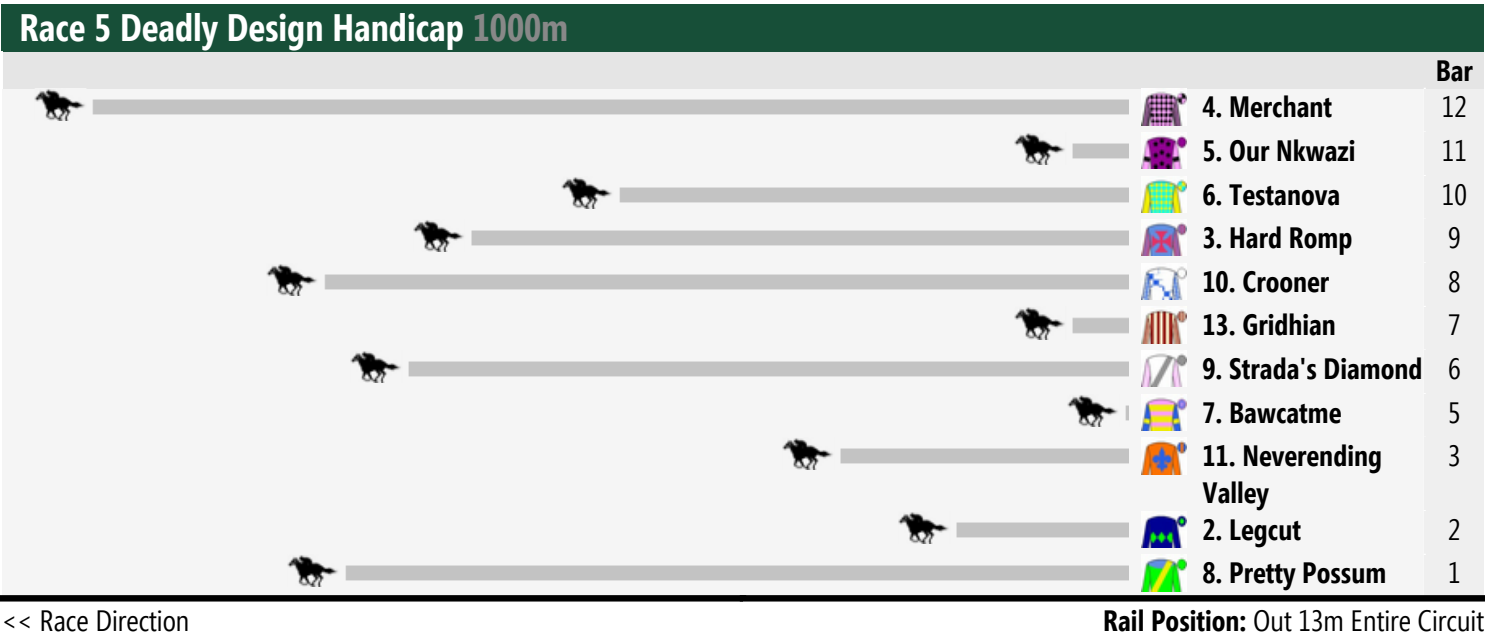 Race 5 Deadly Design Handicap 1000m
Bar
4. Merchant 12
5. Our Nkwazi 11
6. Testanova 10
3. Hard Romp 9
10. Crooner 8
13. Gridhian 7
9. Strada's Diamond 6
7. Bawcatme 5
11. Neverending 3
Valley
2. Legcut 2
8. Pretty Possum 1
<< Race Direction Rail Position: Out 13m Entire Circuit